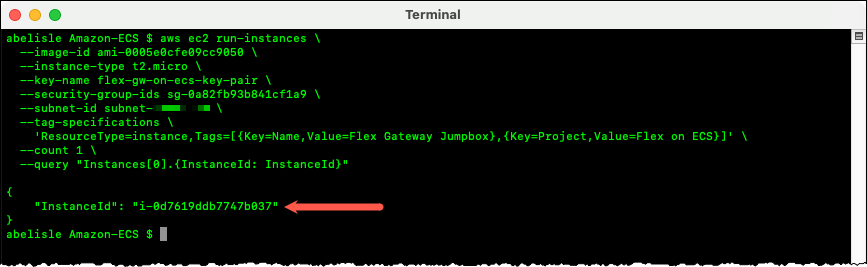 Terminal
abelisle Amazon-ECS $ aws ec2 run-instances \
--image-id ami-0005e0cfe09cc9050 \
--instance-type t2.micro \
--key-name flex-gw-on-ecs-key-pair \
--security-group-ids sg-0a82fb93b841cf1a9 \
--subnet-id subnet- \
--tag-specifications \
'ResourceType=instance,Tags=[{Key=Name,Value=Flex Gateway Jumpbox},{Key=Project,Value=Flex on ECS}]' \
--count 1 \
--query "Instances[0].{InstanceId: InstanceId}"
{
"InstanceId": "i-0d7619ddb7747b037"
}
abelisle Amazon-ECS $